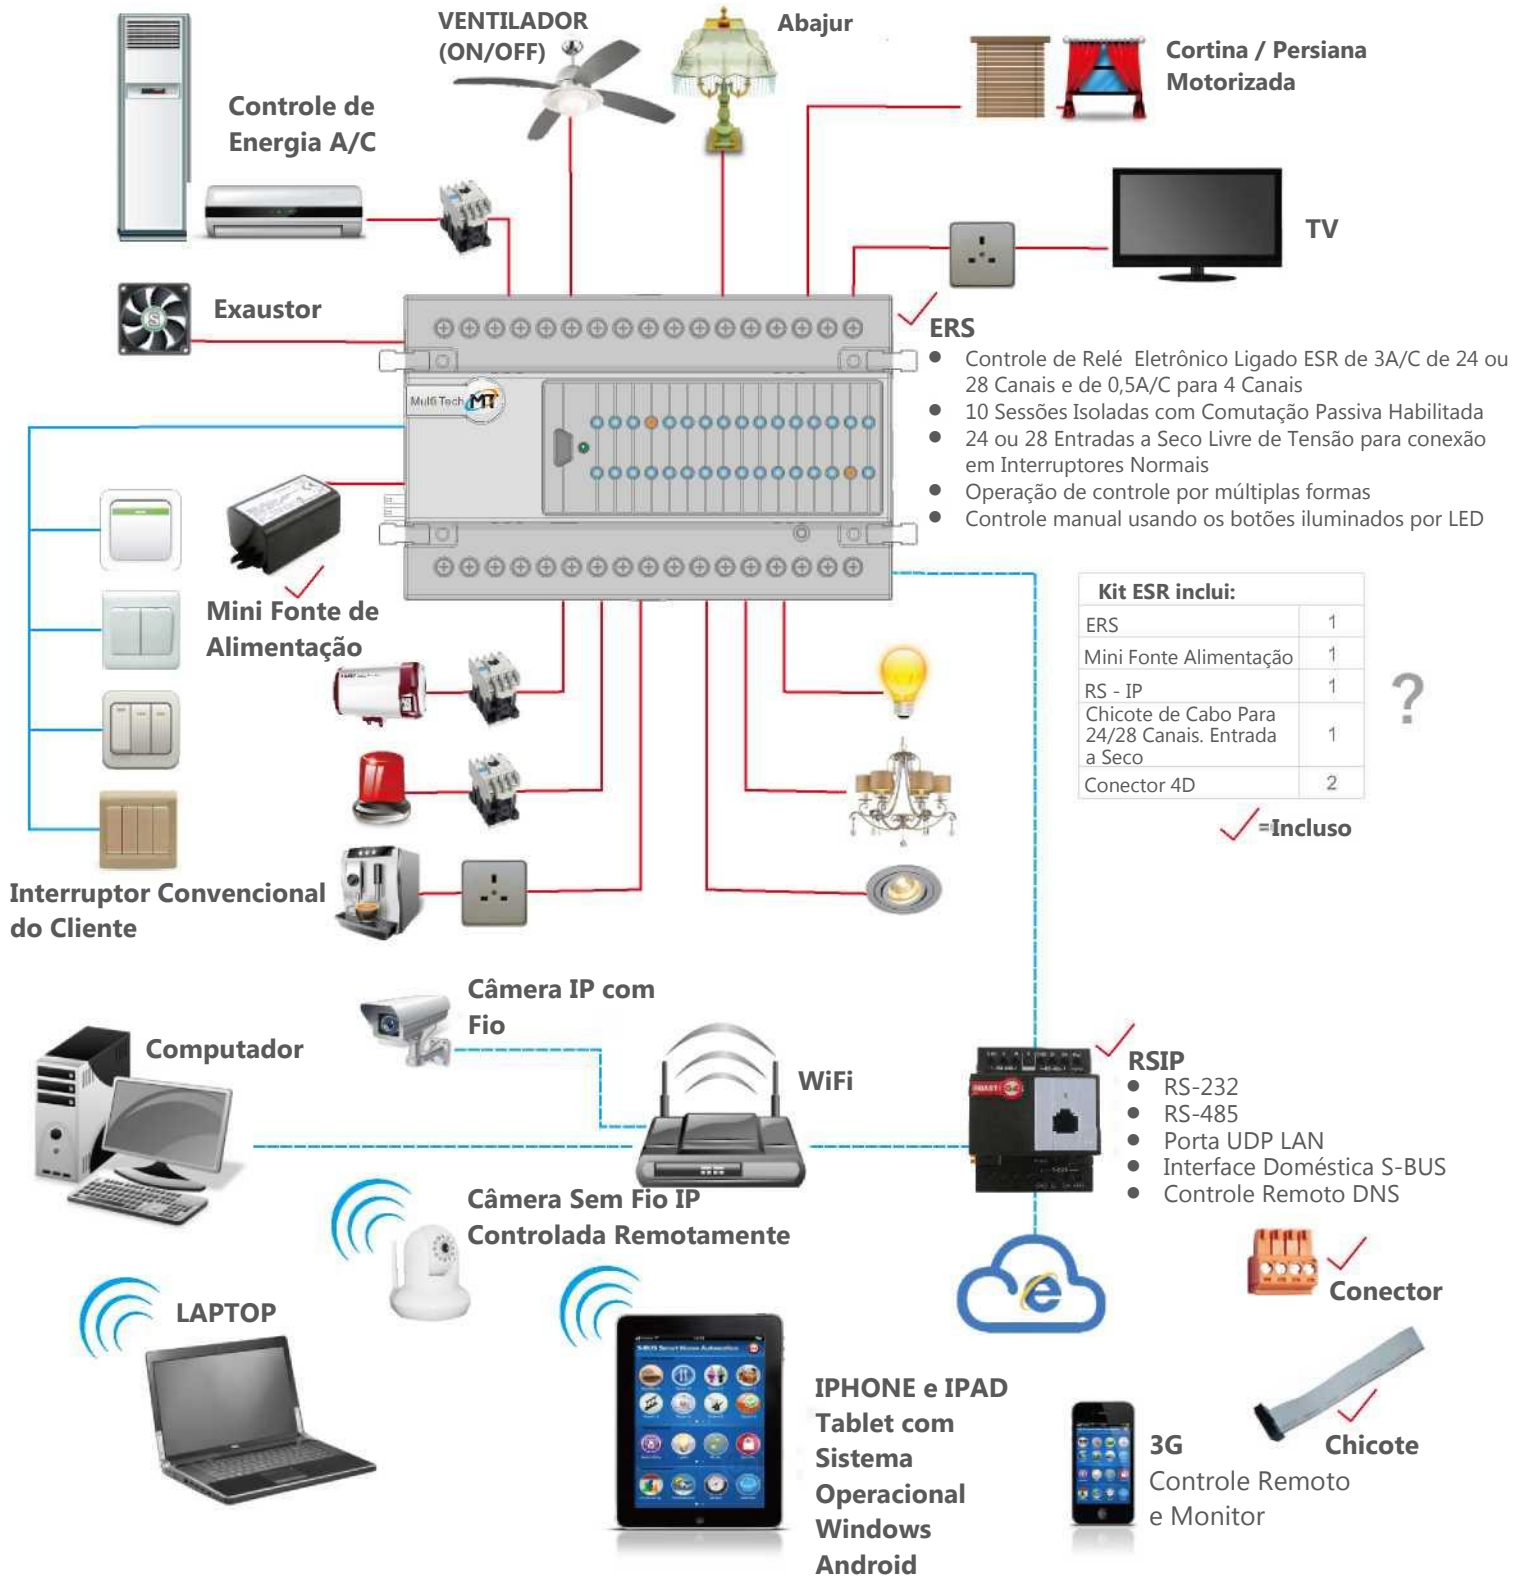 VENTILADOR
(ON/OFF)
Abajur
Cortina / Persiana
Motorizada
Controle de
Energia A/C
TV
Exaustor
ERS
Controle de Relé Eletrônico Ligado ESR de 3A/C de 24 ou
28 Canais e de 0,5A/C para 4 Canais
10 Sessões Isoladas com Comutação Passiva Habilitada
24 ou 28 Entradas a Seco Livre de Tensão para conexão
em Interruptores Normais
Operação de controle por múltiplas formas
Controle manual usando os botões iluminados por LED
Multi Tech MT
Mini Fonte de
Alimentação
Kit ESR inclui:
ERS 1
Mini Fonte Alimentação 1
RS - IP 1
Chicote de Cabo Para
24/28 Canais. Entrada
a Seco 1
Conector 4D 2
?
=Incluso
Interruptor Convencional
do Cliente
Câmera IP com
Fio
Computador
WiFi
RSIP
RS-232
RS-485
Porta UDP LAN
Interface Doméstica S-BUS
Controle Remoto DNS
Câmera Sem Fio IP
Controlada Remotamente
Conector
LAPTOP
S-BUS Smart Home Automation
IPHONE e IPAD
Tablet com
Sistema
Operacional
Windows
Android
3G
Controle Remoto
e Monitor
Chicote